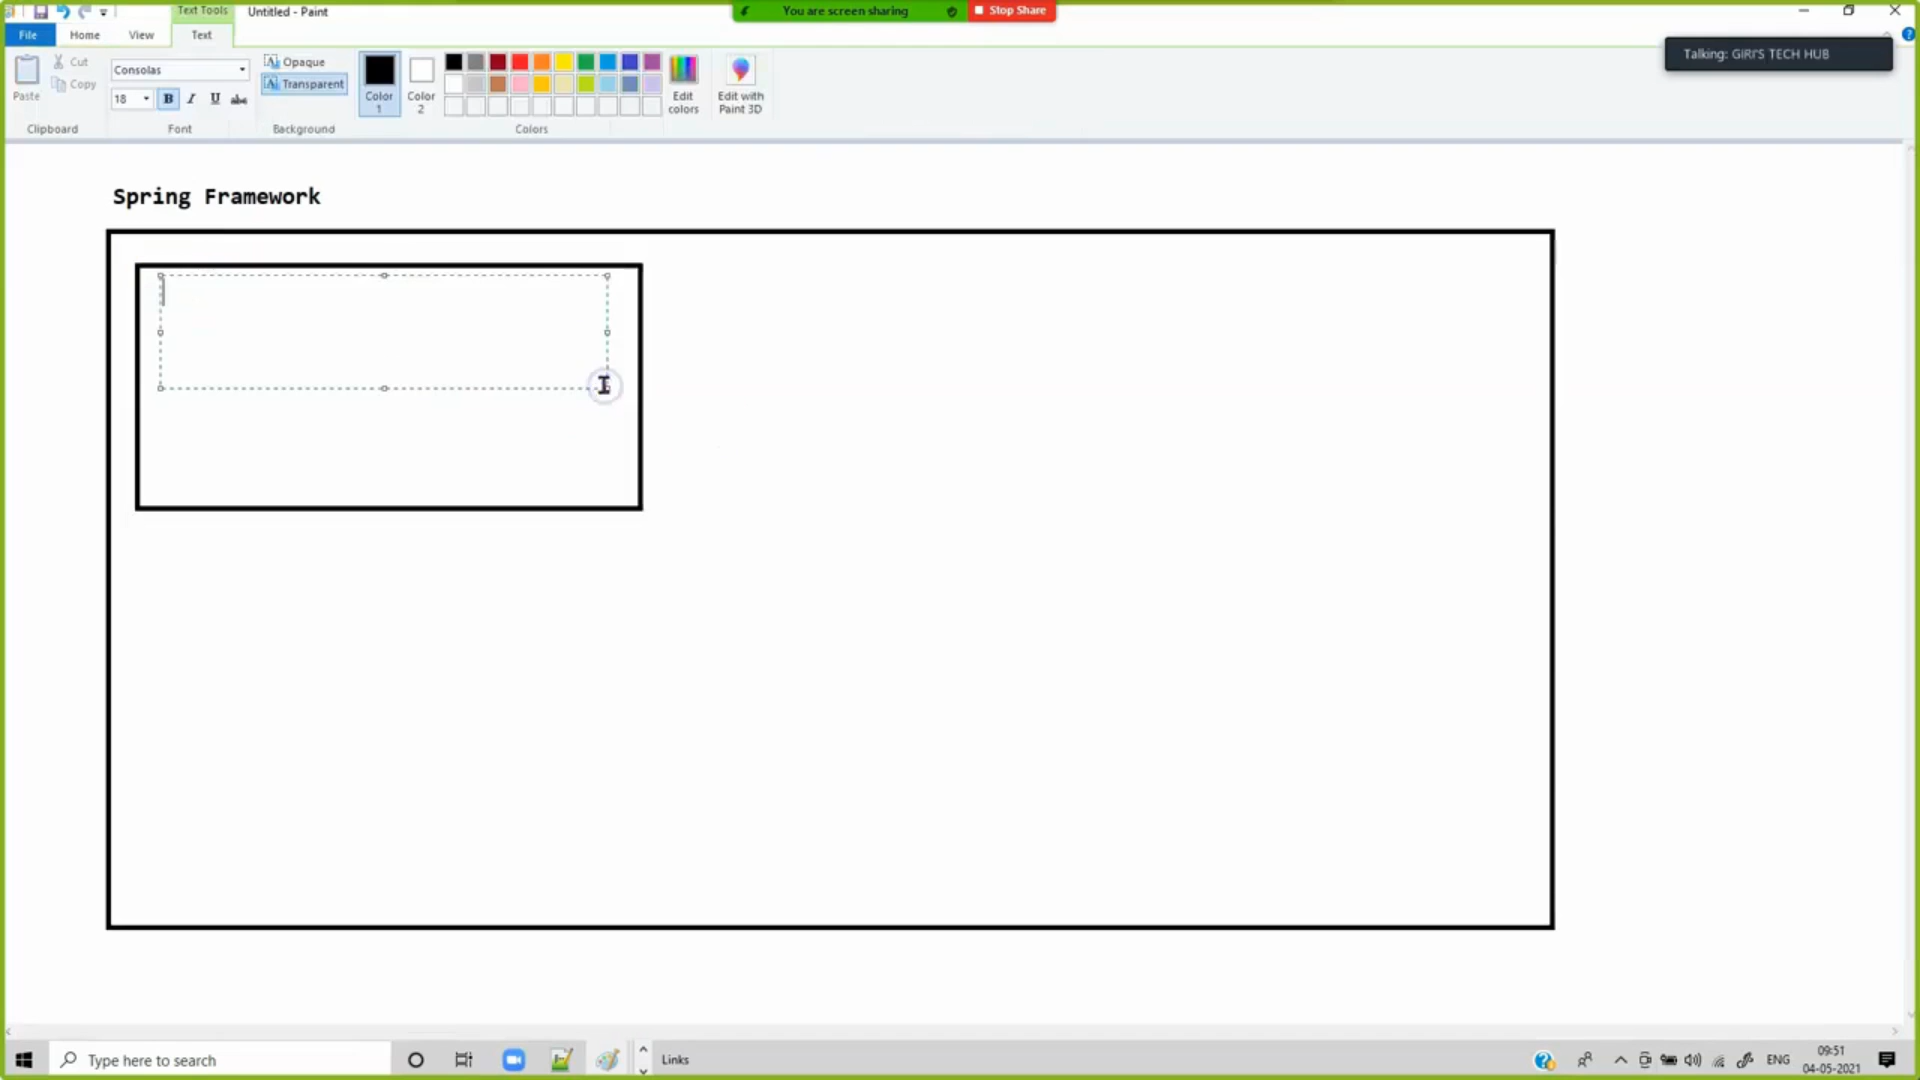 Text Tools
Untitled - Paint
You are screen sharing
Stop Share
File
Home
View
Text
Talking: GIRI'S TECH HUB
Paste
Cut
Copy
Clipboard
Consolas
18
B
I
U
abc
Font
Opaque
Transparent
Background
Color
1
Color
2
Colors
Edit
colors
Edit with
Paint 3D
Spring Framework
Type here to search
Links
ENG
09:51
04-05-2021